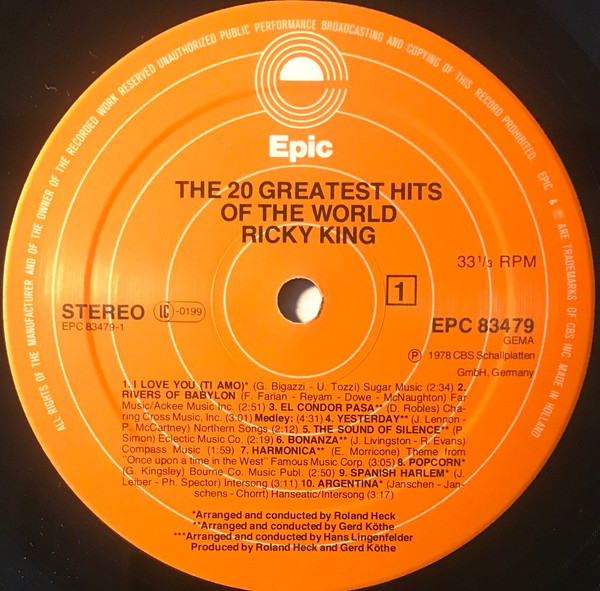 ALL RIGHTS OF THE MANUFACTURER AND OF THE OWNER OF THE RECORDED WORK RESERVED UNAUTHORIZED PUBLIC PERFORMANCE BROADCASTING AND COPYING OF THIS RECORD PROHIBITED EPIC & ARE TRADEMARKS OF CBS INC. MADE IN HOLLAND
Epic
THE 20 GREATEST HITS
OF THE WORLD
RICKY KING
33 1/3 RPM
1
STEREO LC -0199
EPC 83479-1
EPC 83479
GEMA
Ⓟ 1978 CBS Schallplatten
GmbH, Germany
1. I LOVE YOU (TI AMO)* (G. Bigazzi - U. Tozzi) Sugar Music (2:34) 2.
RIVERS OF BABYLON (F. Farian - Reyam - Dowe - McNaughton) Far
Music/Ackee Music Inc. (2:51) 3. EL CONDOR PASA** (D. Robles) Cha-
ring Cross Music, Inc. (3:01) Medley: (4:31) 4. YESTERDAY** (J. Lennon -
P. McCartney) Northern Songs (2:12) 5. THE SOUND OF SILENCE** (P
Simon) Eclectic Music Co. (2:19) 6. BONANZA** (J. Livingston - R. Evans)
Compass Music (1:59) 7. HARMONICA** (E. Morricone) Theme from
"Once upon a time in the West" Famous Music Corp. (3:05) 8. POPCORN*
(G. Kingsley) Bourne Co. Music Publ. (2:50) 9. SPANISH HARLEM* (J.
Leiber - Ph. Spector) Intersong (3:11) 10. ARGENTINA* (Janschen - Jan-
schens - Chorrt) Hanseatic/Intersong (3:17)
*Arranged and conducted by Roland Heck
**Arranged and conducted by Gerd Köthe
***Arranged and conducted by Hans Lingenfelder
Produced by Roland Heck and Gerd Köthe